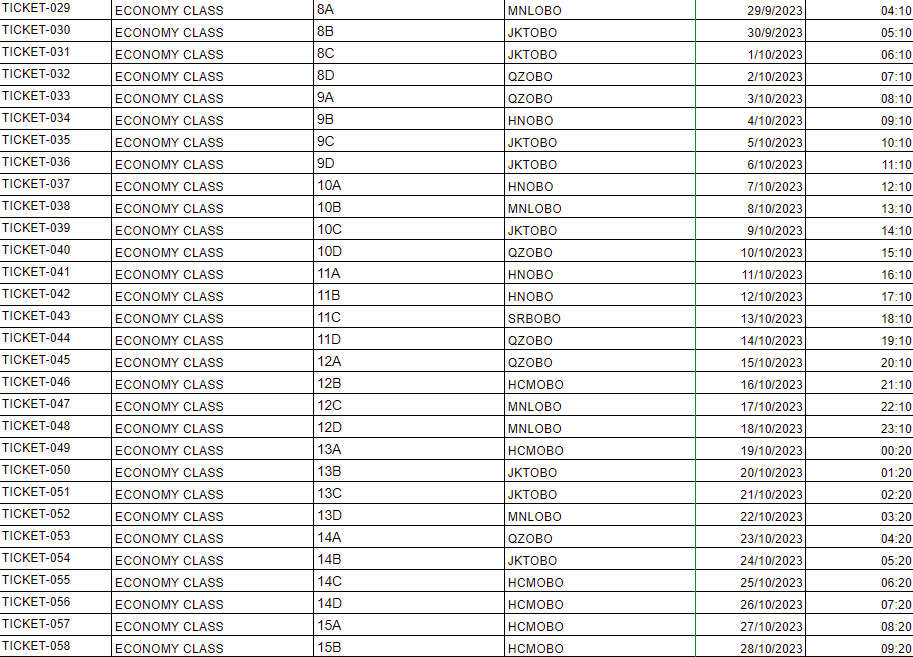 TICKET-029 ECONOMY CLASS 8A MNLOBO 29/9/2023 04:10
TICKET-030 ECONOMY CLASS 8B JKTOBO 30/9/2023 05:10
TICKET-031 ECONOMY CLASS 8C JKTOBO 1/10/2023 06:10
TICKET-032 ECONOMY CLASS 8D QZOBO 2/10/2023 07:10
TICKET-033 ECONOMY CLASS 9A QZOBO 3/10/2023 08:10
TICKET-034 ECONOMY CLASS 9B HNOBO 4/10/2023 09:10
TICKET-035 ECONOMY CLASS 9C JKTOBO 5/10/2023 10:10
TICKET-036 ECONOMY CLASS 9D JKTOBO 6/10/2023 11:10
TICKET-037 ECONOMY CLASS 10A HNOBO 7/10/2023 12:10
TICKET-038 ECONOMY CLASS 10B MNLOBO 8/10/2023 13:10
TICKET-039 ECONOMY CLASS 10C JKTOBO 9/10/2023 14:10
TICKET-040 ECONOMY CLASS 10D QZOBO 10/10/2023 15:10
TICKET-041 ECONOMY CLASS 11A HNOBO 11/10/2023 16:10
TICKET-042 ECONOMY CLASS 11B HNOBO 12/10/2023 17:10
TICKET-043 ECONOMY CLASS 11C SRBOBO 13/10/2023 18:10
TICKET-044 ECONOMY CLASS 11D QZOBO 14/10/2023 19:10
TICKET-045 ECONOMY CLASS 12A QZOBO 15/10/2023 20:10
TICKET-046 ECONOMY CLASS 12B HCMOBO 16/10/2023 21:10
TICKET-047 ECONOMY CLASS 12C MNLOBO 17/10/2023 22:10
TICKET-048 ECONOMY CLASS 12D MNLOBO 18/10/2023 23:10
TICKET-049 ECONOMY CLASS 13A HCMOBO 19/10/2023 00:20
TICKET-050 ECONOMY CLASS 13B JKTOBO 20/10/2023 01:20
TICKET-051 ECONOMY CLASS 13C JKTOBO 21/10/2023 02:20
TICKET-052 ECONOMY CLASS 13D MNLOBO 22/10/2023 03:20
TICKET-053 ECONOMY CLASS 14A QZOBO 23/10/2023 04:20
TICKET-054 ECONOMY CLASS 14B JKTOBO 24/10/2023 05:20
TICKET-055 ECONOMY CLASS 14C HCMOBO 25/10/2023 06:20
TICKET-056 ECONOMY CLASS 14D HCMOBO 26/10/2023 07:20
TICKET-057 ECONOMY CLASS 15A HCMOBO 27/10/2023 08:20
TICKET-058 ECONOMY CLASS 15B HCMOBO 28/10/2023 09:20